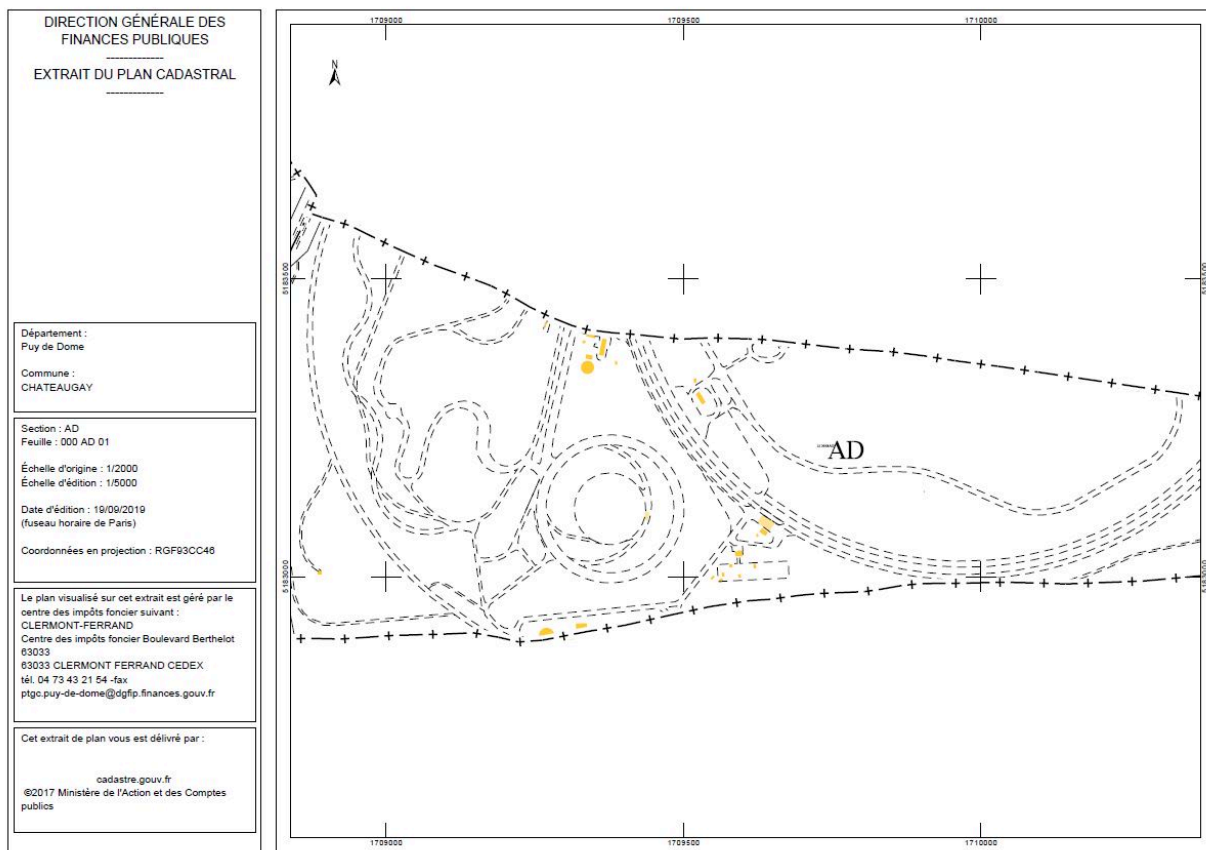 DIRECTION GÉNÉRALE DES
FINANCES PUBLIQUES
-------------
EXTRAIT DU PLAN CADASTRAL
-------------
Département :
Puy de Dome
Commune :
CHATEAUGAY
Section : AD
Feuille : 000 AD 01
Échelle d'origine : 1/2000
Échelle d'édition : 1/5000
Date d'édition : 19/09/2019
(fuseau horaire de Paris)
Coordonnées en projection : RGF93CC46
Le plan visualisé sur cet extrait est géré par le
centre des impôts foncier suivant :
CLERMONT-FERRAND
Centre des impôts foncier Boulevard Berthelot
63033
63033 CLERMONT FERRAND CEDEX
tél. 04 73 43 21 54 -fax
ptgc.puy-de-dome@dgfip.finances.gouv.fr
Cet extrait de plan vous est délivré par :
cadastre.gouv.fr
©2017 Ministère de l'Action et des Comptes
publics
1709000
1709500
1710000
N
5183500
5183500
AD
5183000
5183000
1709000
1709500
1710000